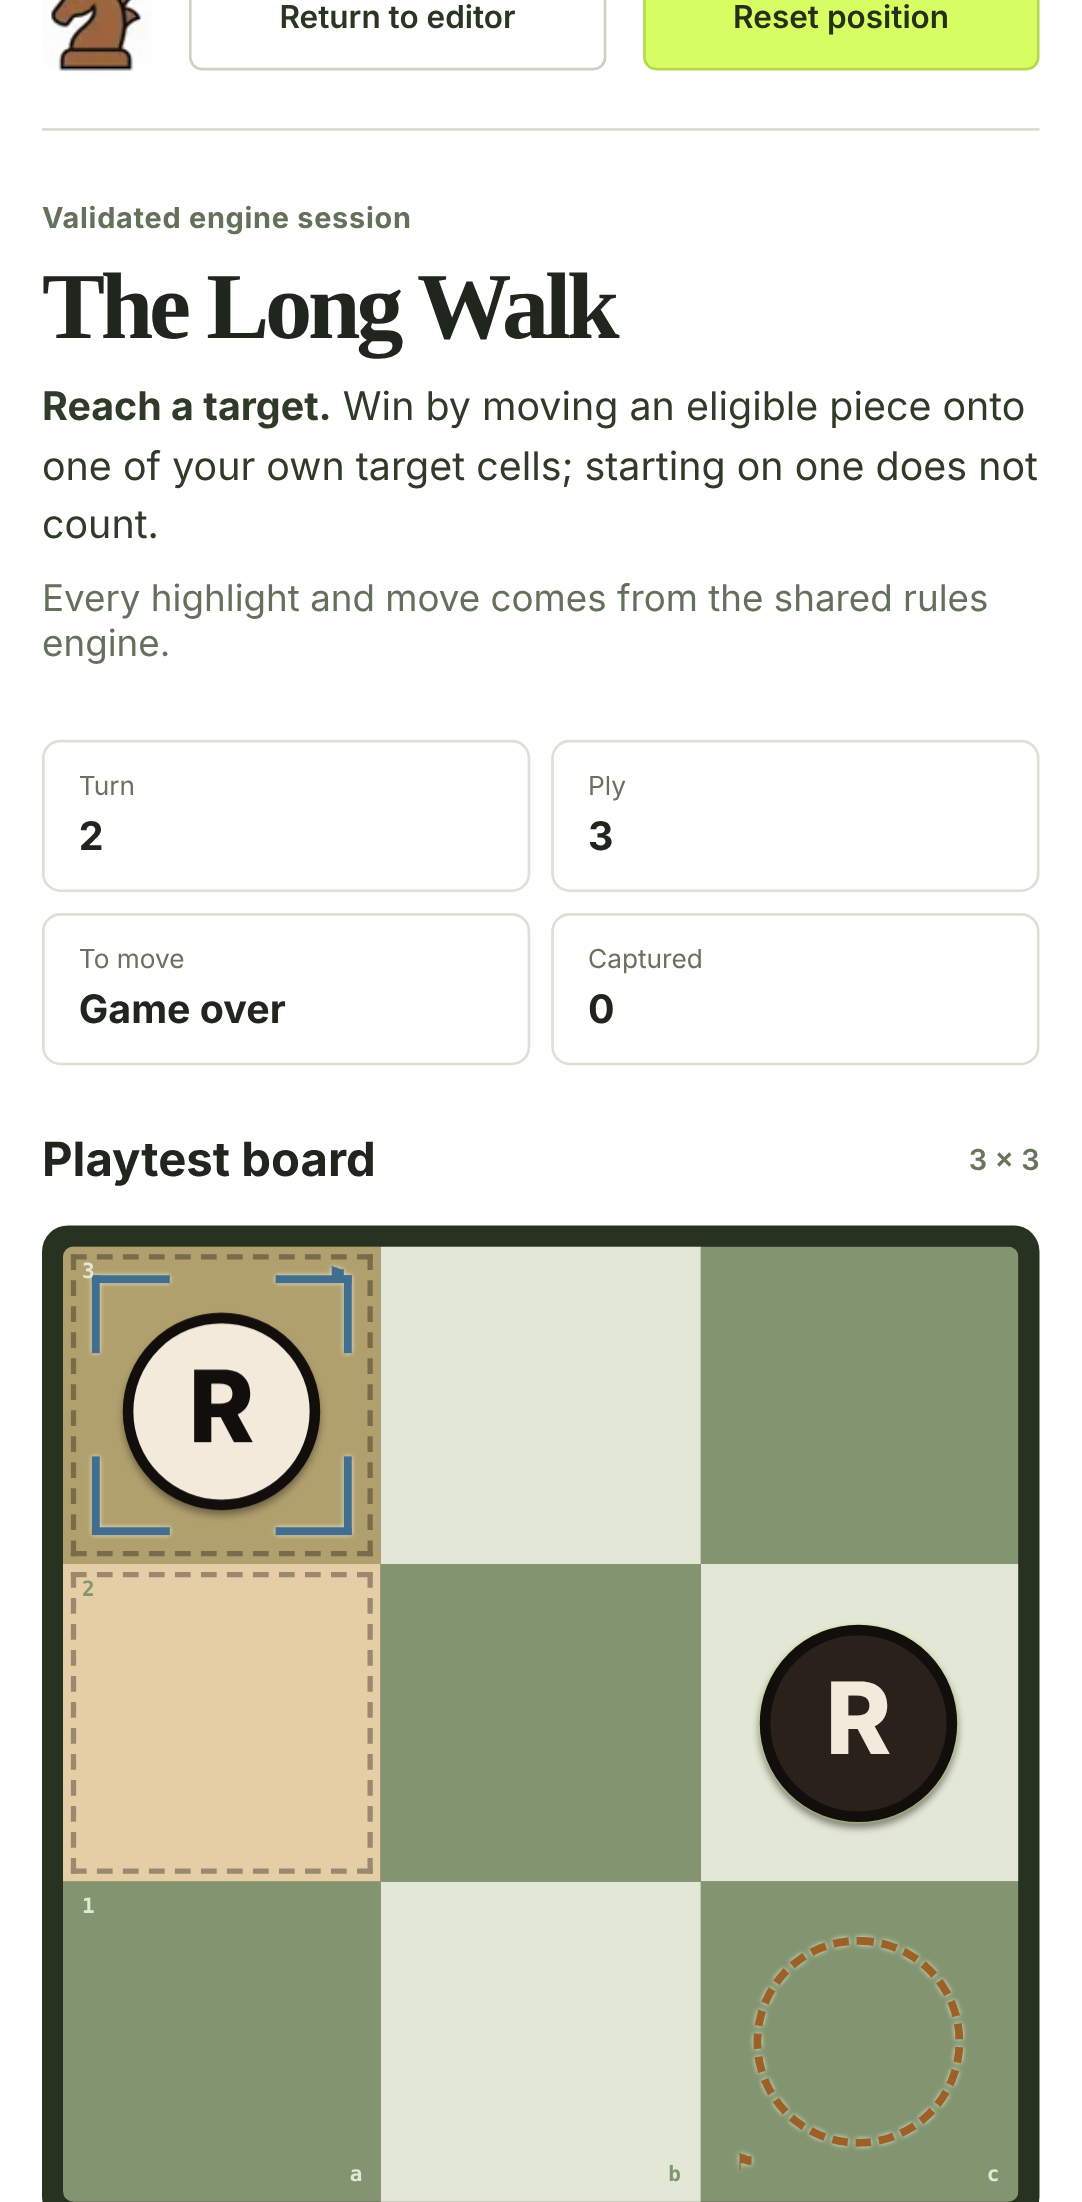 Return to editor
Reset position
Validated engine session
The Long Walk
Reach a target. Win by moving an eligible piece onto
one of your own target cells; starting on one does not
count.
Every highlight and move comes from the shared rules
engine.
Turn
2
Ply
3
To move
Game over
Captured
0
Playtest board
3 × 3
3
R
2
R
1
a
b
c